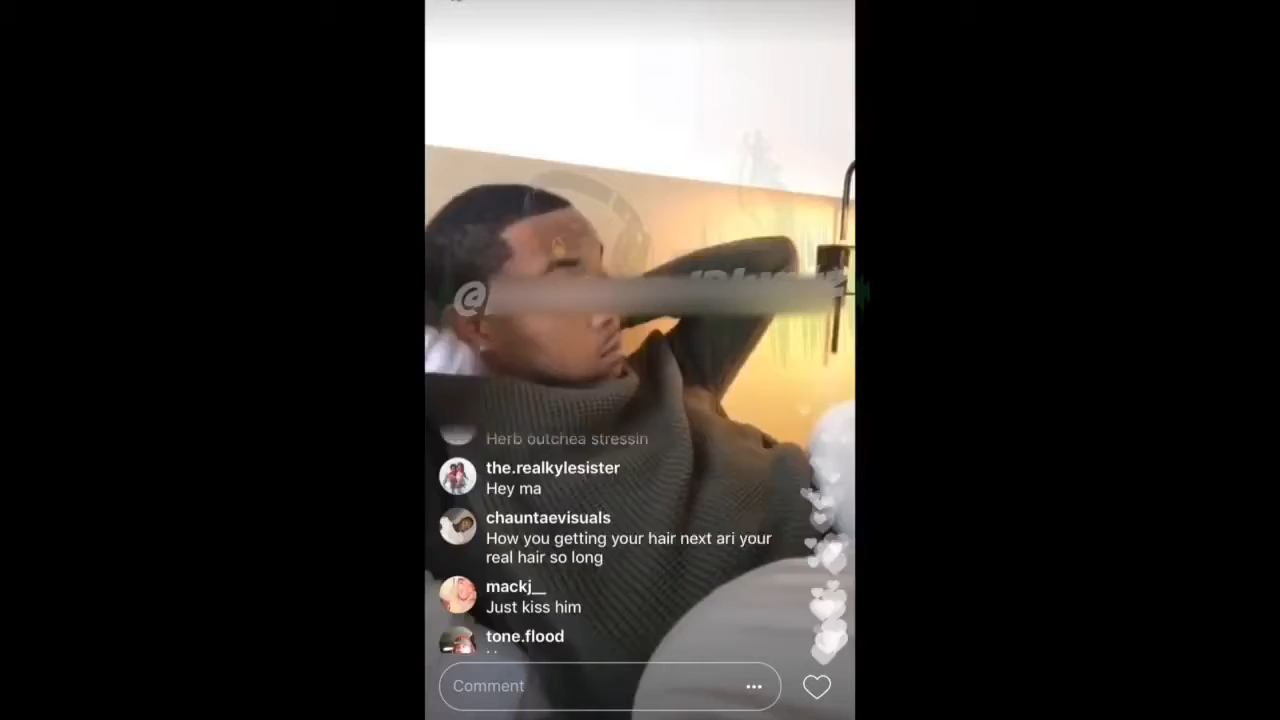 Herb outchea stressin
the.realkylesister
Hey ma
chauntaevisuals
How you getting your hair next ari your
real hair so long
mackj__
Just kiss him
tone.flood
Comment